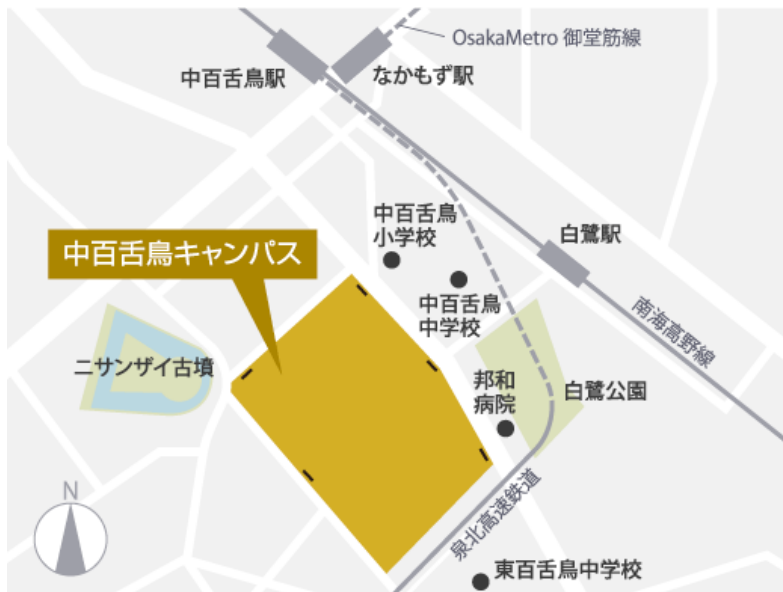 OsakaMetro 御堂筋線
中百舌鳥駅
なかもず駅
中百舌鳥
小学校
白鷺駅
中百舌鳥キャンパス
中百舌鳥
中学校
南海高野線
ニサンザイ古墳
邦和
病院
白鷺公園
N
泉北高速鉄道
東百舌鳥中学校